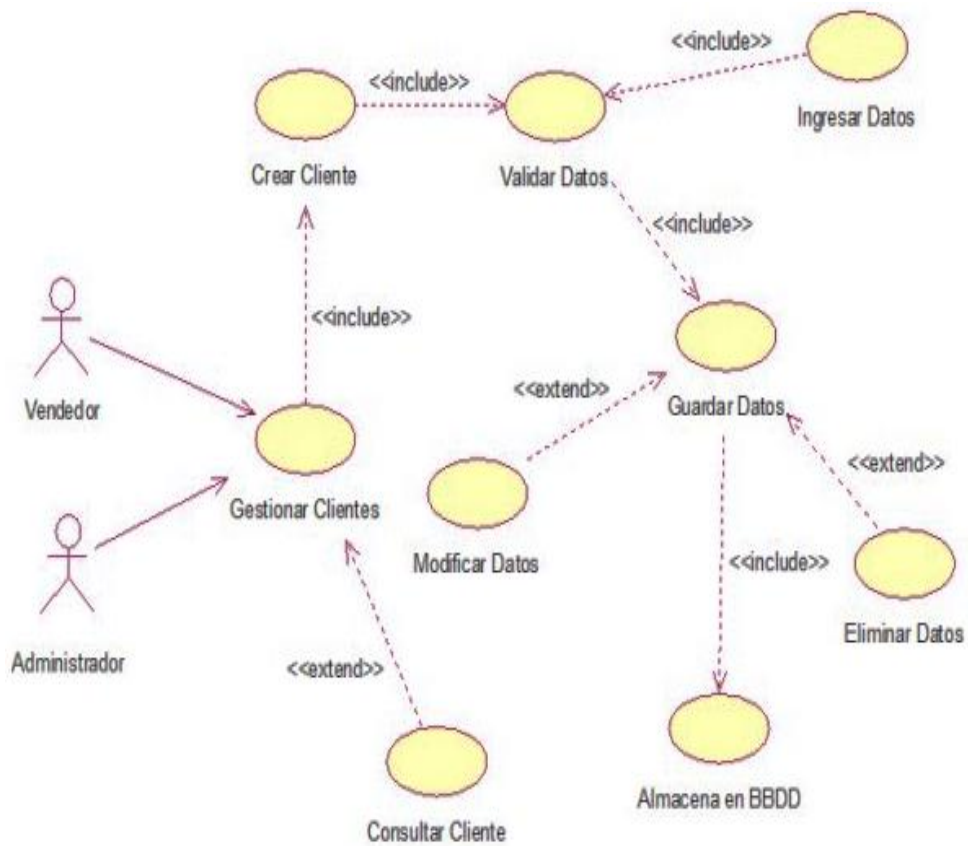 <<include>>
<<include>>
Ingresar Datos
Crear Cliente
Validar Datos
<<include>>
<<include>>
Vendedor
<<extend>>
Guardar Datos
<<extend>>
Gestionar Clientes
Modificar Datos
<<include>>
Eliminar Datos
Administrador
<<extend>>
Almacena en BBDD
Consultar Cliente